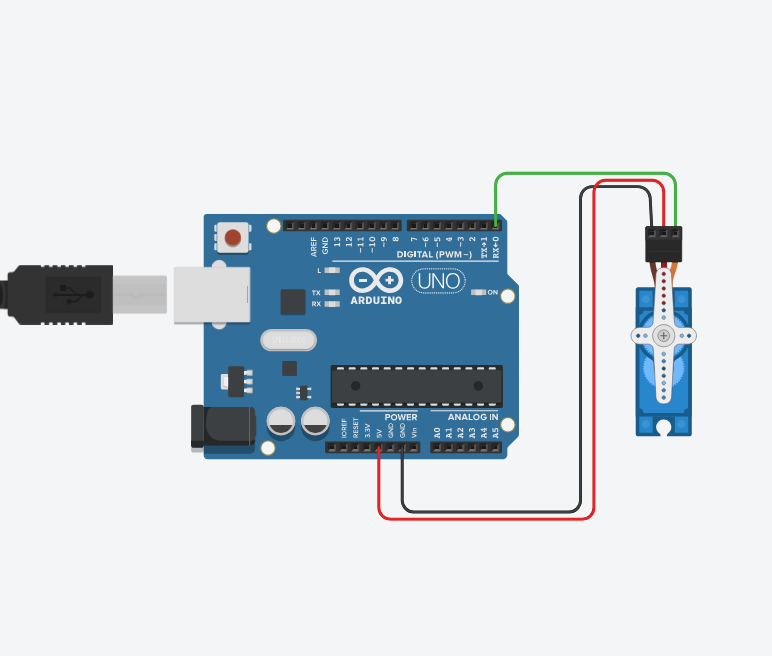 AREF
GND
13
12
~11
~10
~9
8
7
~6
~5
4
~3
2
TX→1
RX←0
DIGITAL (PWM~)
L
TX
RX
ARDUINO
UNO
ON
POWER
ANALOG IN
IOREF
RESET
3.3V
5V
GND
GND
Vin
A0
A1
A2
A3
A4
A5